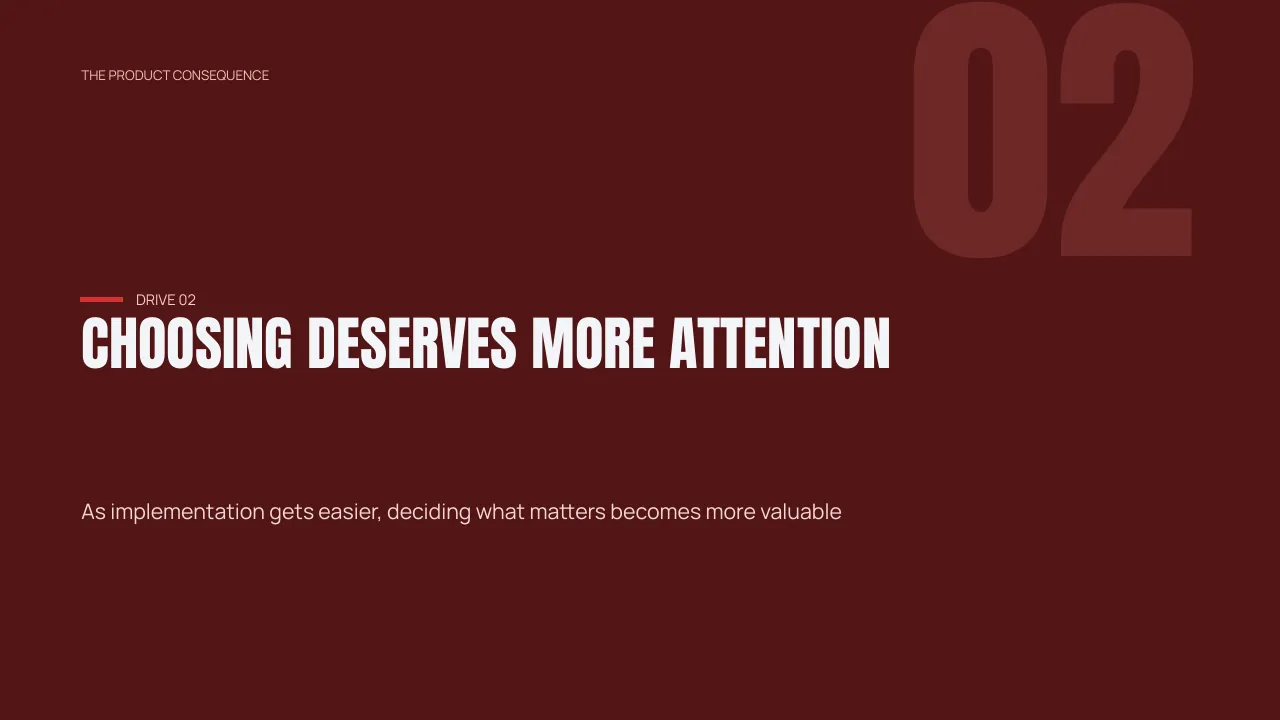 02
THE PRODUCT CONSEQUENCE
DRIVE 02
CHOOSING DESERVES MORE ATTENTION
As implementation gets easier, deciding what matters becomes more valuable